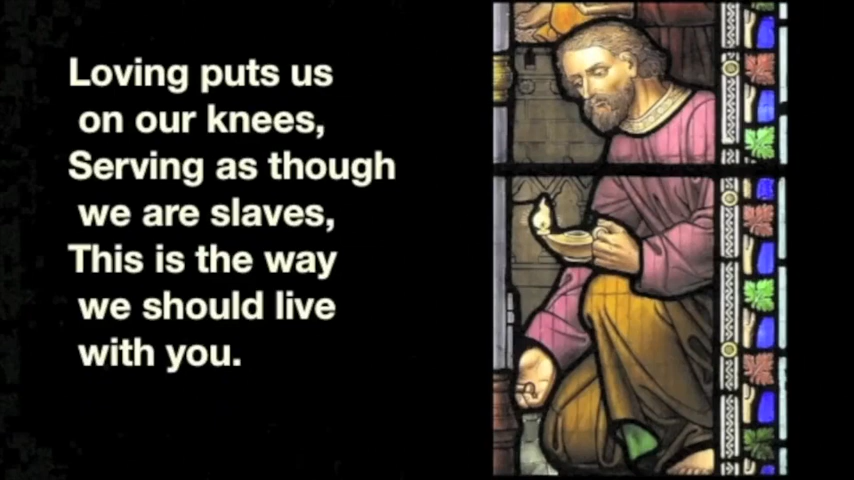 Loving puts us
on our knees,
Serving as though
we are slaves,
This is the way
we should live
with you.